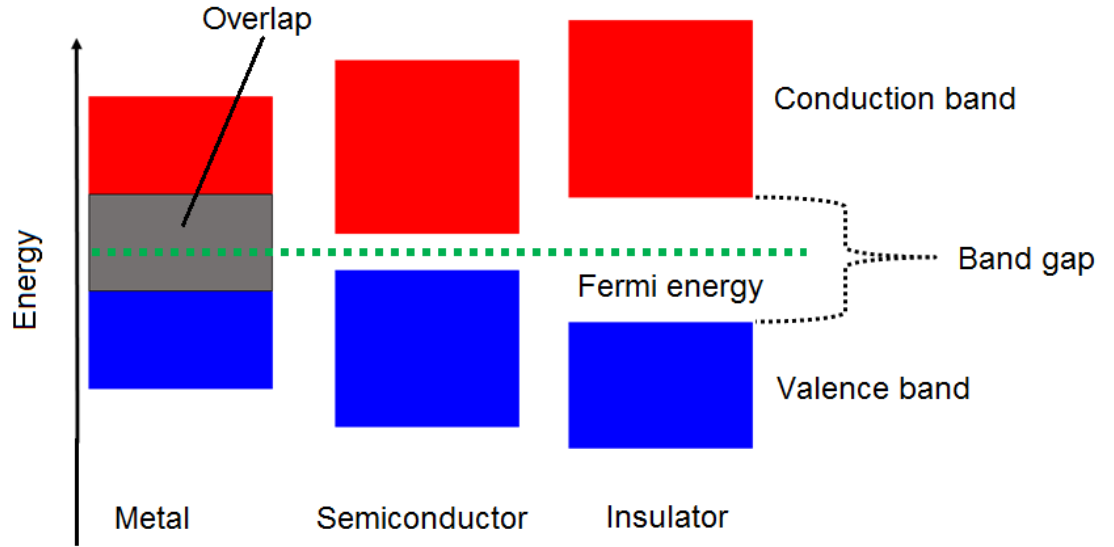 Overlap
Conduction band
Energy
Band gap
Fermi energy
Valence band
Metal
Semiconductor
Insulator